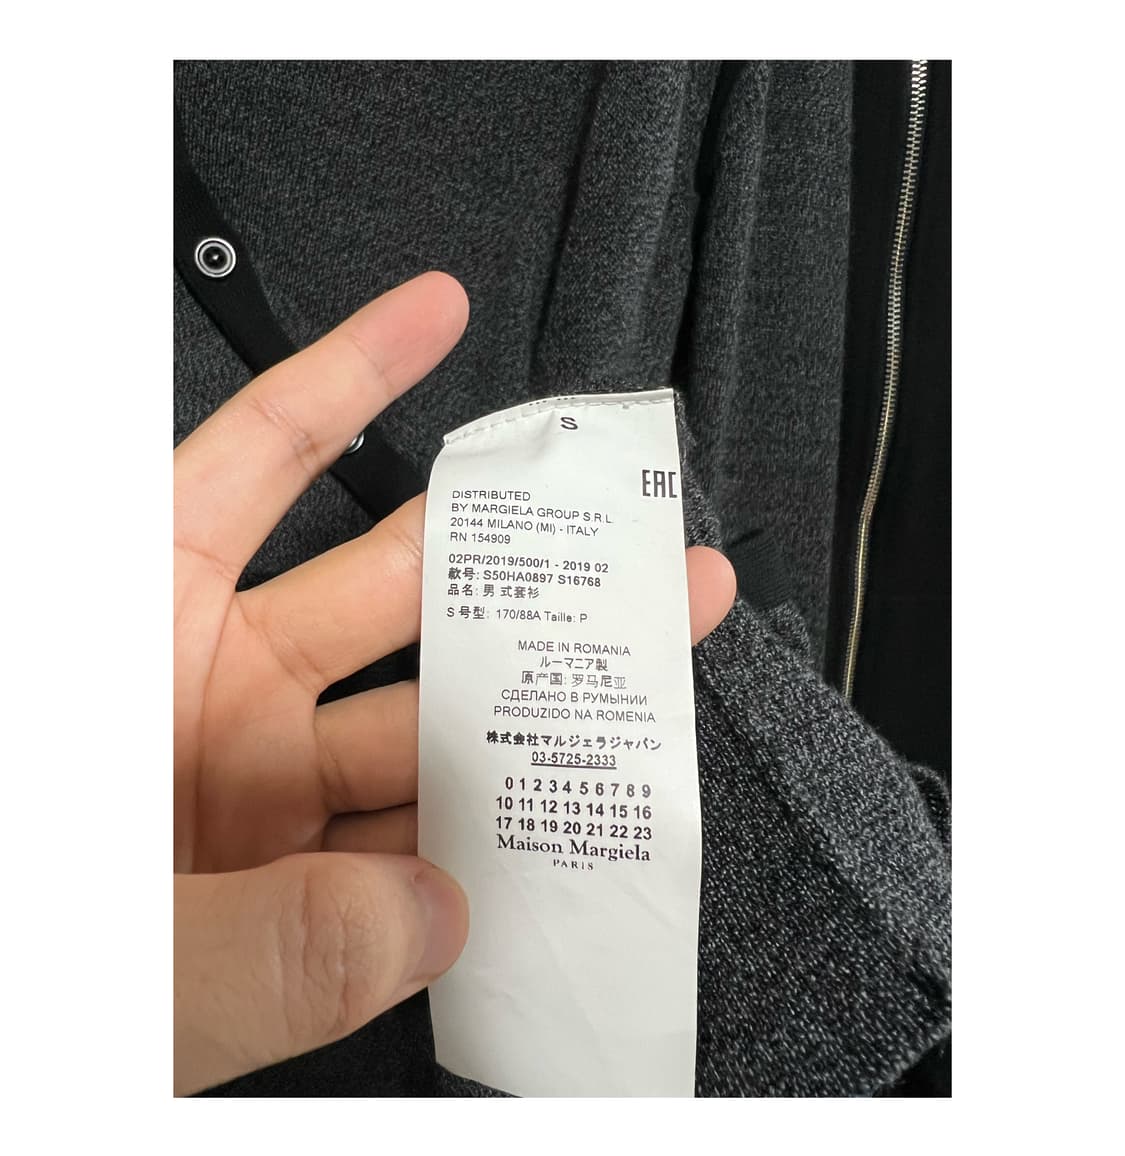 S
EAC
DISTRIBUTED
BY MARGIELA GROUP S.R.L.
20144 MILANO (MI) - ITALY
RN 154909
02PR/2019/500/1 - 2019 02
款号: S50HA0897 S16768
品名: 男 式套衫
S 号型: 170/88A Taille: P
MADE IN ROMANIA
ルーマニア製
原产国: 罗马尼亚
СДЕЛАНО В РУМЫНИИ
PRODUZIDO NA ROMENIA
株式会社マルジェラジャパン
03-5725-2333
0 1 2 3 4 5 6 7 8 9
10 11 12 13 14 15 16
17 18 19 20 21 22 23
Maison Margiela
PARIS